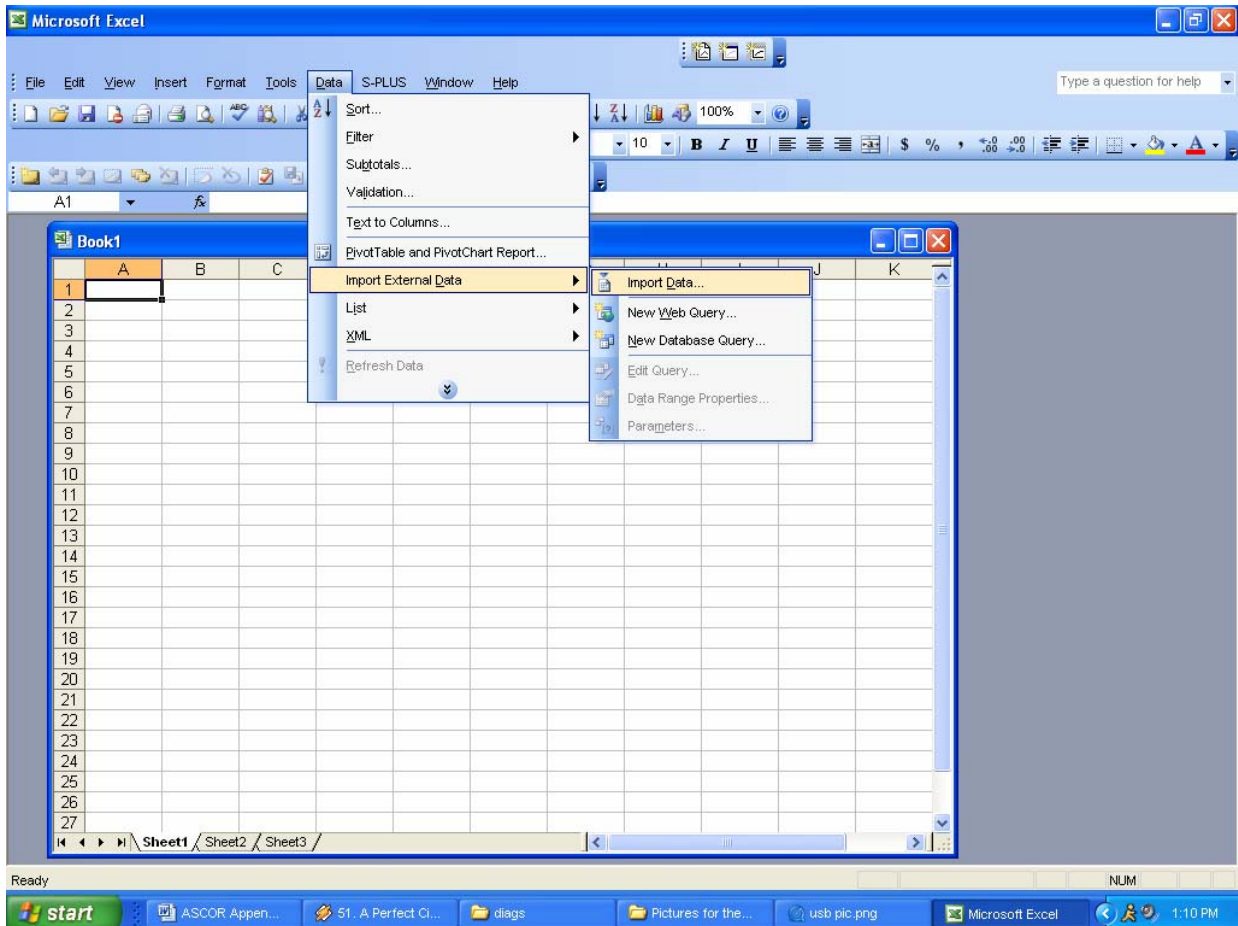 Microsoft Excel
File Edit View Insert Format Tools Data S-PLUS Window Help
Type a question for help
100%
10 B I U $ % ,
A1 fx
Sort...
Filter
Subtotals...
Validation...
Text to Columns...
PivotTable and PivotChart Report...
Import External Data
List
XML
Refresh Data
Import Data...
New Web Query...
New Database Query...
Edit Query...
Data Range Properties...
Parameters...
Book1
A B C J K
1
2
3
4
5
6
7
8
9
10
11
12
13
14
15
16
17
18
19
20
21
22
23
24
25
26
27
Sheet1 Sheet2 Sheet3
Ready NUM
start ASCOR Appen... 51. A Perfect Ci... diags Pictures for the... usb pic.png Microsoft Excel 1:10 PM